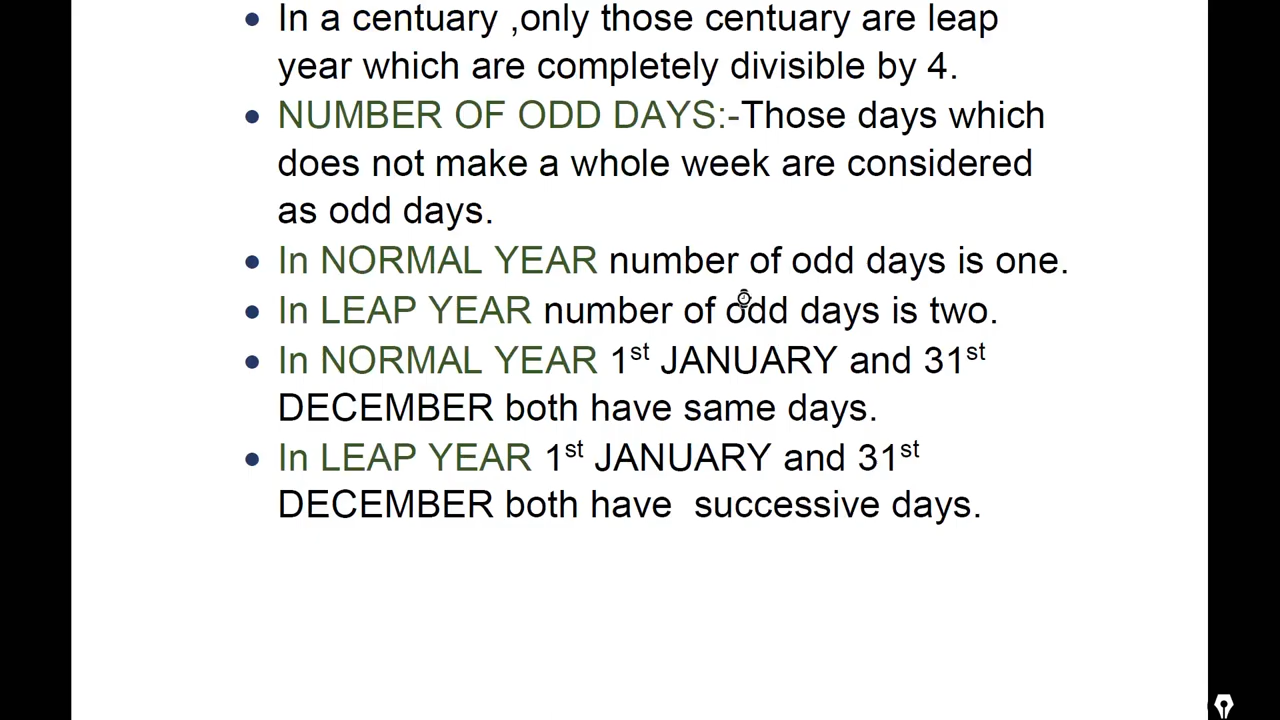 • In a centuary ,only those centuary are leap
year which are completely divisible by 4.
• NUMBER OF ODD DAYS:-Those days which
does not make a whole week are considered
as odd days.
• In NORMAL YEAR number of odd days is one.
• In LEAP YEAR number of odd days is two.
• In NORMAL YEAR 1st JANUARY and 31st
DECEMBER both have same days.
• In LEAP YEAR 1st JANUARY and 31st
DECEMBER both have  successive days.